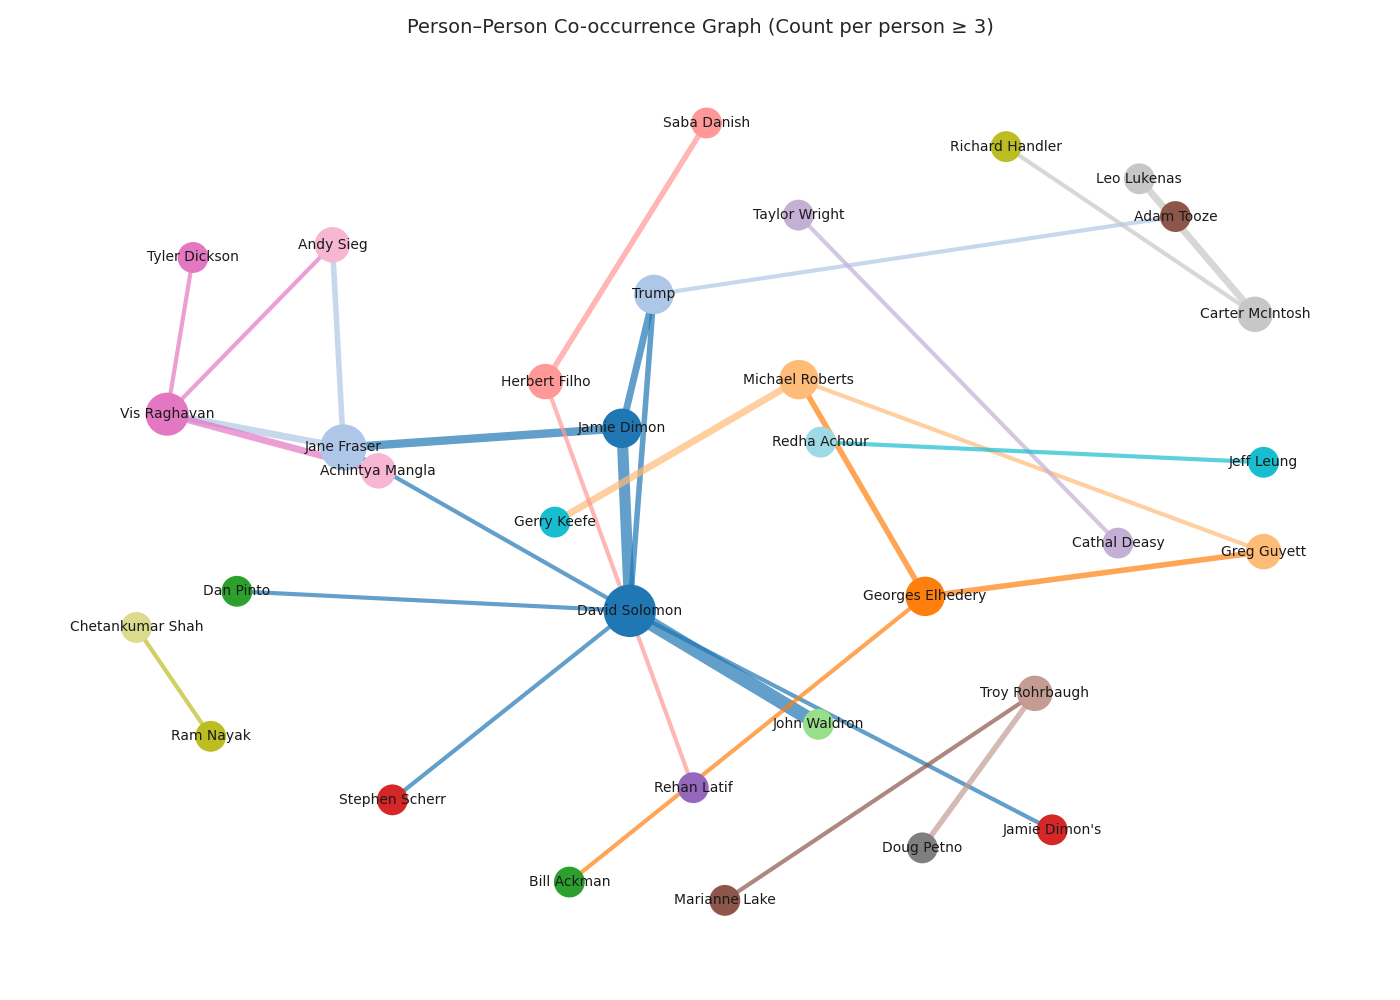 Person–Person Co-occurrence Graph (Count per person ≥ 3)
Saba Danish
Richard Handler
Leo Lukenas
Taylor Wright
Adam Tooze
Andy Sieg
Tyler Dickson
Trump
Carter McIntosh
Herbert Filho
Michael Roberts
Vis Raghavan
Jamie Dimon
Redha Achour
Jane Fraser
Jeff Leung
Achintya Mangla
Gerry Keefe
Cathal Deasy
Greg Guyett
Dan Pinto
Georges Elhedery
David Solomon
Chetankumar Shah
Troy Rohrbaugh
John Waldron
Ram Nayak
Rehan Latif
Stephen Scherr
Jamie Dimon's
Doug Petno
Bill Ackman
Marianne Lake